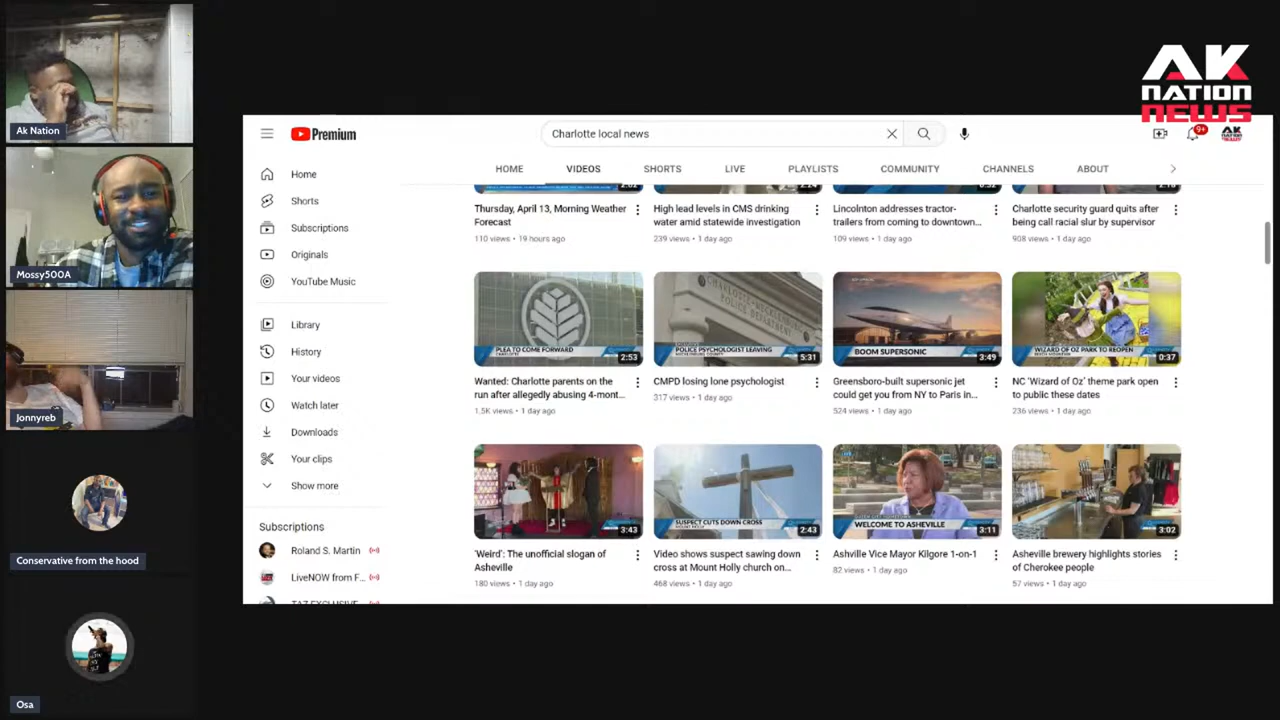 Ak Nation
Mossy500A
Jonnyreb
Conservative from the hood
Osa
AK
NATION
NEWS
Premium
Charlotte local news
9+
HOME
VIDEOS
SHORTS
LIVE
PLAYLISTS
COMMUNITY
CHANNELS
ABOUT
Home
Shorts
Subscriptions
Originals
YouTube Music
Library
History
Your videos
Watch later
Downloads
Your clips
Show more
Subscriptions
Roland S. Martin
LiveNOW from F...
Thursday, April 13, Morning Weather
Forecast
110 views • 19 hours ago
High lead levels in CMS drinking
water amid statewide investigation
239 views • 1 day ago
Lincolnton addresses tractor-
trailers from coming to downtown...
109 views • 1 day ago
Charlotte security guard quits after
being call racial slur by supervisor
908 views • 1 day ago
PLEA TO COME FORWARD
2:53
Wanted: Charlotte parents on the
run after allegedly abusing 4-mont...
1.5K views • 1 day ago
CHARLOTTE-MECKLENBURG
POLICE DEPARTMENT
POLICE PSYCHOLOGIST LEAVING
5:31
CMPD losing lone psychologist
317 views • 1 day ago
BOOM SUPERSONIC
3:49
Greensboro-built supersonic jet
could get you from NY to Paris in...
524 views • 1 day ago
WIZARD OF OZ PARK TO REOPEN
0:37
NC 'Wizard of Oz' theme park open
to public these dates
236 views • 1 day ago
3:43
'Weird': The unofficial slogan of
Asheville
180 views • 1 day ago
SUSPECT CUTS DOWN CROSS
2:43
Video shows suspect sawing down
cross at Mount Holly church on...
468 views • 1 day ago
WELCOME TO ASHEVILLE
3:11
Ashville Vice Mayor Kilgore 1-on-1
82 views • 1 day ago
3:02
Asheville brewery highlights stories
of Cherokee people
57 views • 1 day ago